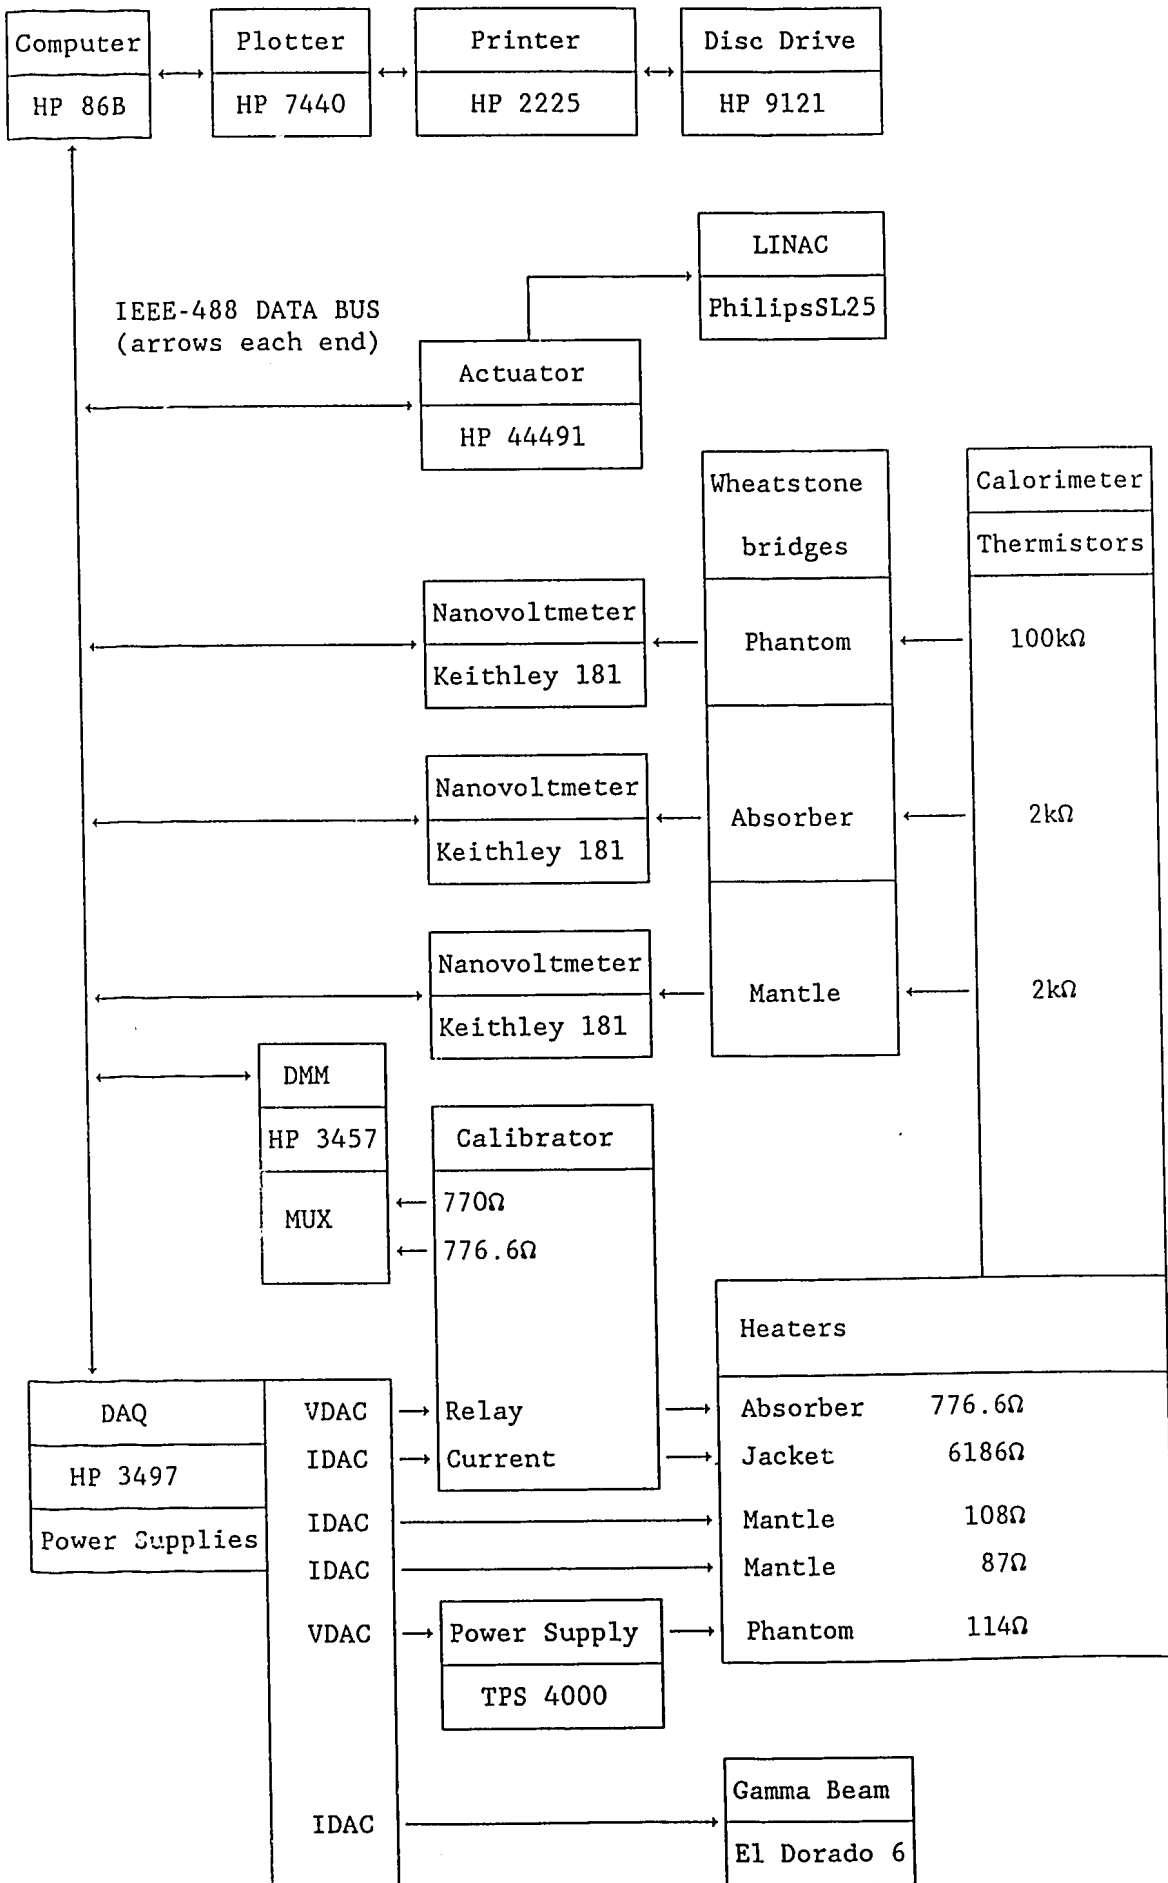 Computer
HP 86B
Plotter
HP 7440
Printer
HP 2225
Disc Drive
HP 9121
IEEE-488 DATA BUS
(arrows each end)
LINAC
PhilipsSL25
Actuator
HP 44491
Wheatstone
bridges
Calorimeter
Thermistors
Nanovoltmeter
Keithley 181
Phantom
100kΩ
Nanovoltmeter
Keithley 181
Absorber
2kΩ
Nanovoltmeter
Keithley 181
Mantle
2kΩ
DMM
HP 3457
MUX
Calibrator
770Ω
776.6Ω
Relay
Current
Heaters
Absorber 776.6Ω
Jacket 6186Ω
Mantle 108Ω
Mantle 87Ω
Phantom 114Ω
DAQ
HP 3497
Power Supplies
VDAC
IDAC
IDAC
IDAC
VDAC
Power Supply
TPS 4000
IDAC
Gamma Beam
El Dorado 6